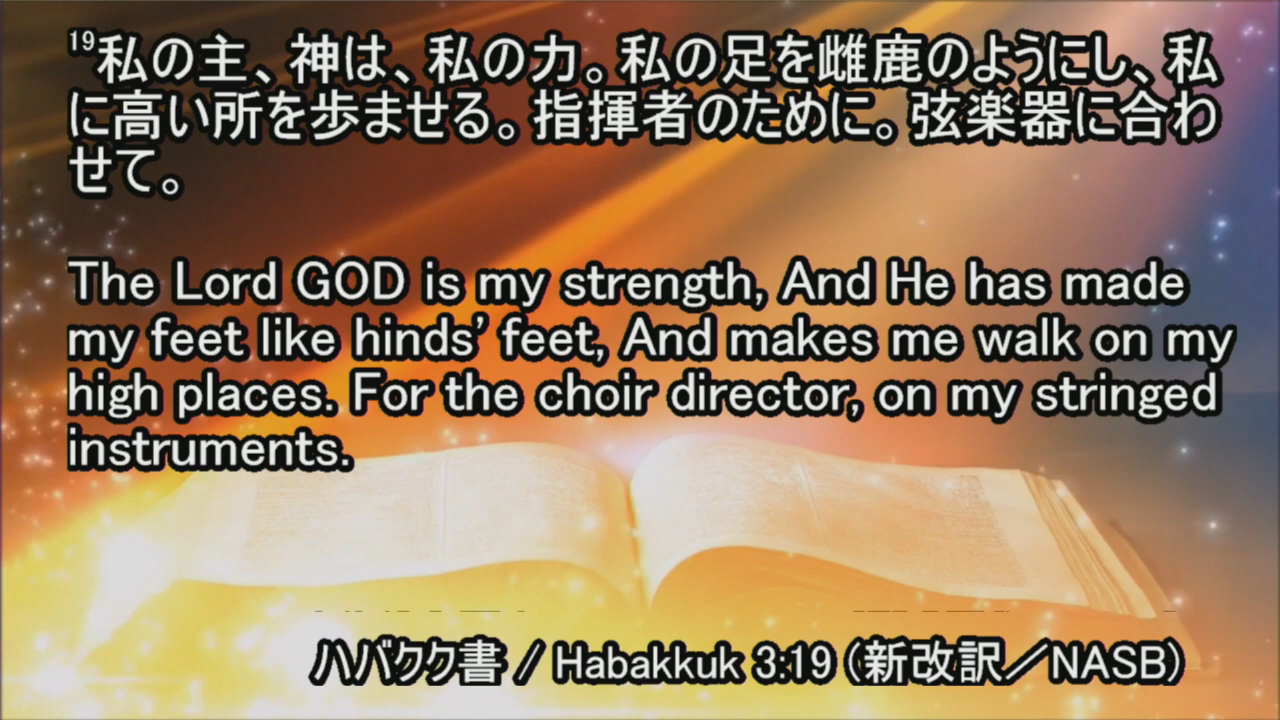 19私の主、神は、私の力。私の足を雌鹿のようにし、私
に高い所を歩ませる。指揮者のために。弦楽器に合わ
せて。
The Lord GOD is my strength, And He has made
my feet like hinds' feet, And makes me walk on my
high places. For the choir director, on my stringed
instruments.
ハバクク書 / Habakkuk 3:19 (新改訳／NASB)